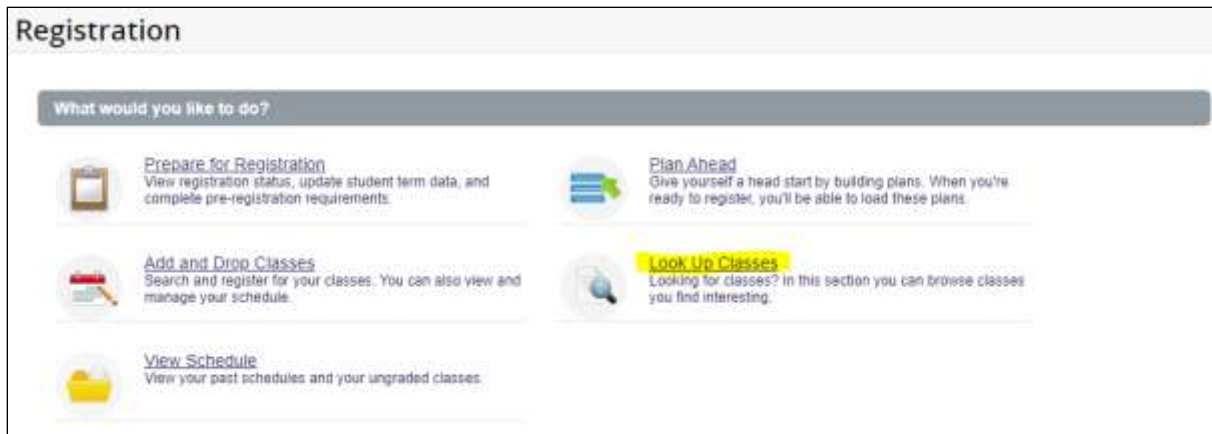 Registration
What would you like to do?
Prepare for Registration
View registration status, update student term data, and
complete pre-registration requirements.
Plan Ahead
Give yourself a head start by building plans. When you're
ready to register, you'll be able to load these plans.
Add and Drop Classes
Search and register for your classes. You can also view and
manage your schedule.
Look Up Classes
Looking for classes? In this section you can browse classes
you find interesting.
View Schedule
View your past schedules and your ungraded classes.